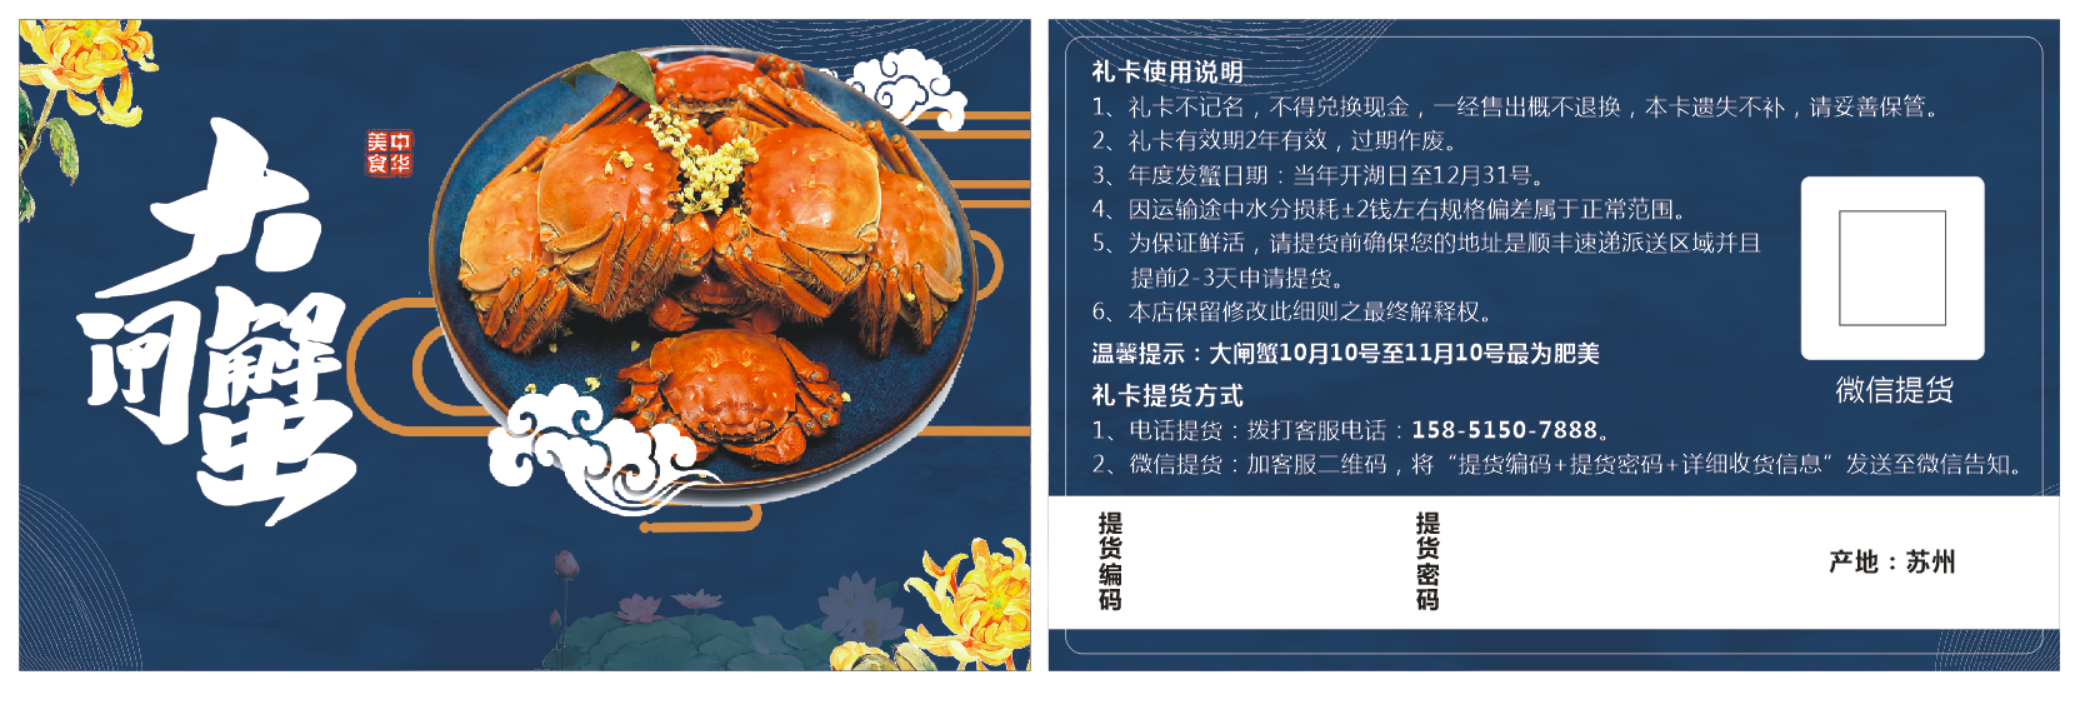 大
闸蟹
中华
美食
礼卡使用说明
1、礼卡不记名，不得兑换现金，一经售出概不退换，本卡遗失不补，请妥善保管。
2、礼卡有效期2年有效，过期作废。
3、年度发蟹日期：当年开湖日至12月31号。
4、因运输途中水分损耗±2钱左右规格偏差属于正常范围。
5、为保证鲜活，请提货前确保您的地址是顺丰速递派送区域并且
提前2-3天申请提货。
6、本店保留修改此细则之最终解释权。
温馨提示：大闸蟹10月10号至11月10号最为肥美
礼卡提货方式
1、电话提货：拨打客服电话：158-5150-7888。
2、微信提货：加客服二维码，将“提货编码+提货密码+详细收货信息”发送至微信告知。
微信提货
提货编码
提货密码
产地：苏州